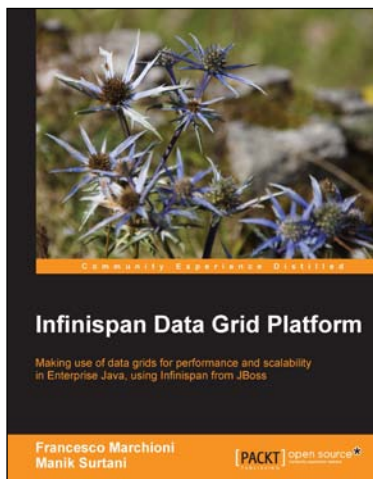 Community Experience Distilled
Infinispan Data Grid Platform
Making use of data grids for performance and scalability
in Enterprise Java, using Infinispan from JBoss
Francesco Marchioni
Manik Surtani
[PACKT] open source*
PUBLISHING